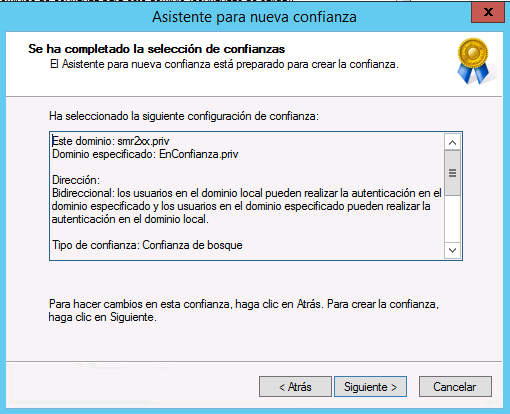 Asistente para nueva confianza
x
Se ha completado la selección de confianzas
El Asistente para nueva confianza está preparado para crear la confianza.
Ha seleccionado la siguiente configuración de confianza:
Este dominio: smr2xx.priv
Dominio especificado: EnConfianza.priv
Dirección:
Bidireccional: los usuarios en el dominio local pueden realizar la autenticación en el
dominio especificado y los usuarios en el dominio especificado pueden realizar la
autenticación en el dominio local.
Tipo de confianza: Confianza de bosque
Para hacer cambios en esta confianza, haga clic en Atrás. Para crear la confianza,
haga clic en Siguiente.
< Atrás
Siguiente >
Cancelar